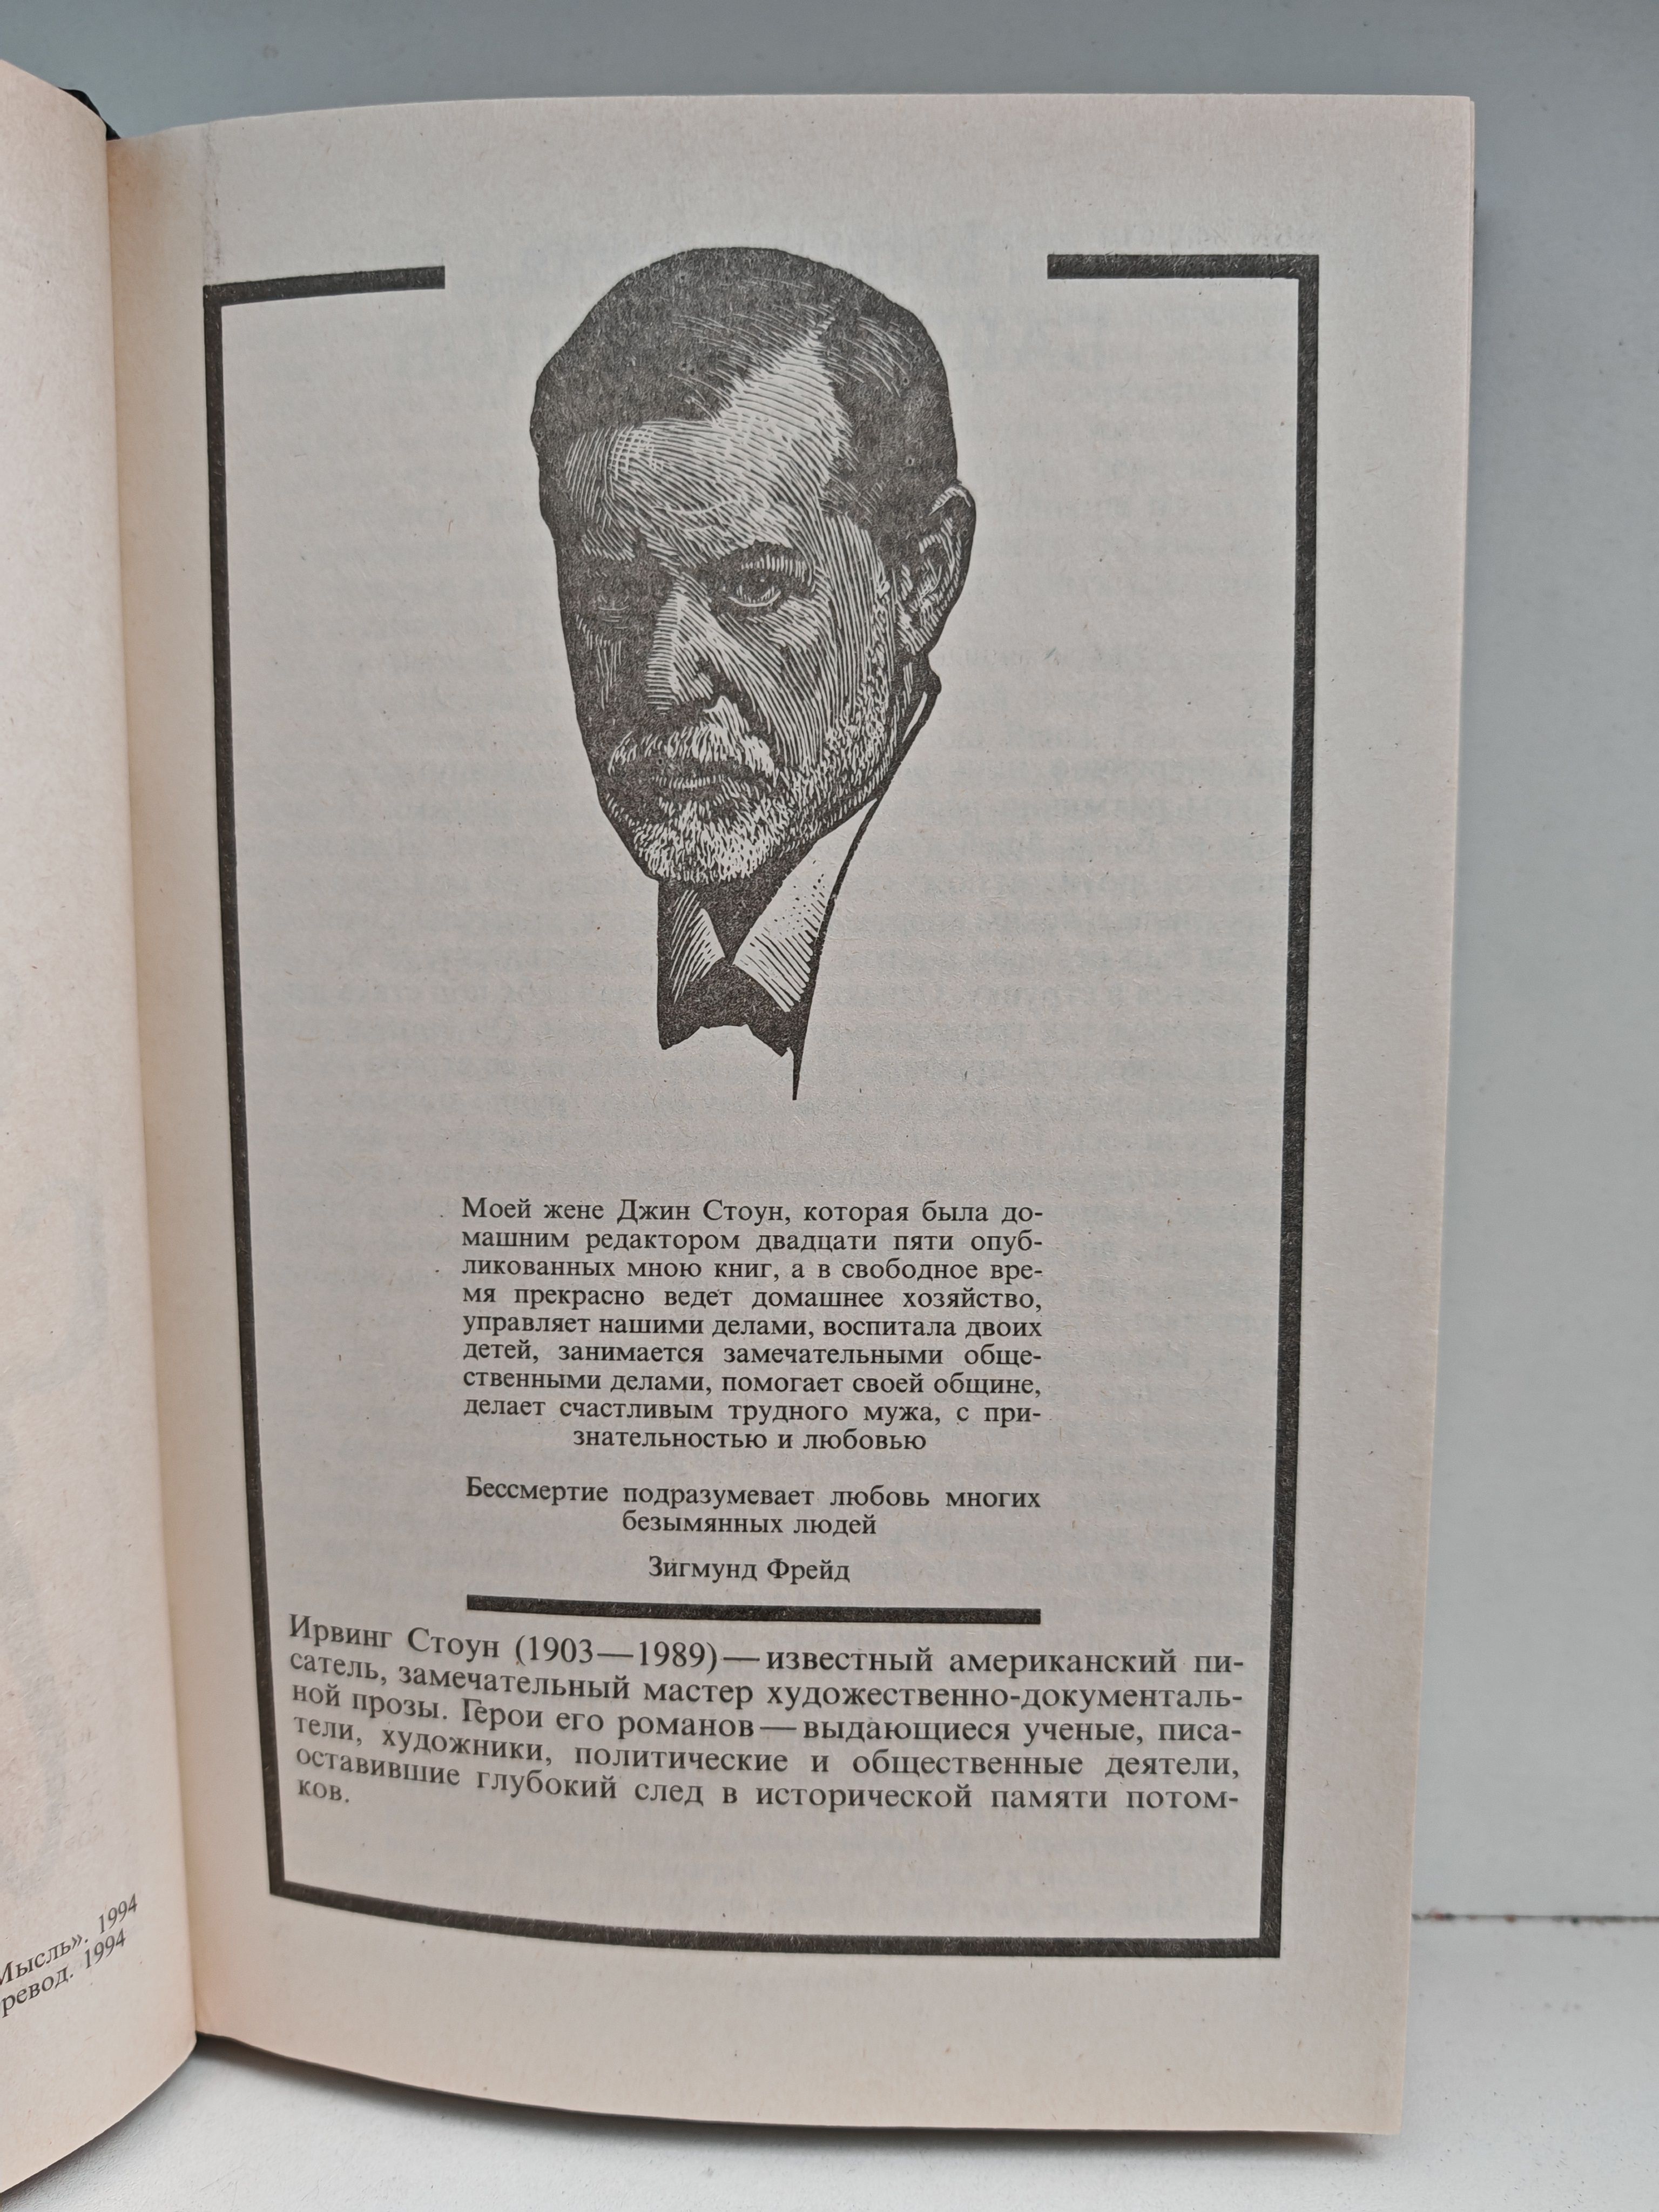 Моей жене Джин Стоун, которая была до-
машним редактором двадцати пяти опуб-
ликованных мною книг, а в свободное вре-
мя прекрасно ведет домашнее хозяйство,
управляет нашими делами, воспитала двоих
детей, занимается замечательными обще-
ственными делами, помогает своей общине,
делает счастливым трудного мужа, с при-
знательностью и любовью
Бессмертие подразумевает любовь многих
безымянных людей
Зигмунд Фрейд
Ирвинг Стоун (1903—1989)—известный американский пи-
сатель, замечательный мастер художественно-документаль-
ной прозы. Герои его романов—выдающиеся ученые, писа-
тели, художники, политические и общественные деятели,
оставившие глубокий след в исторической памяти потом-
ков.
Мысль». 1994
ревод. 1994